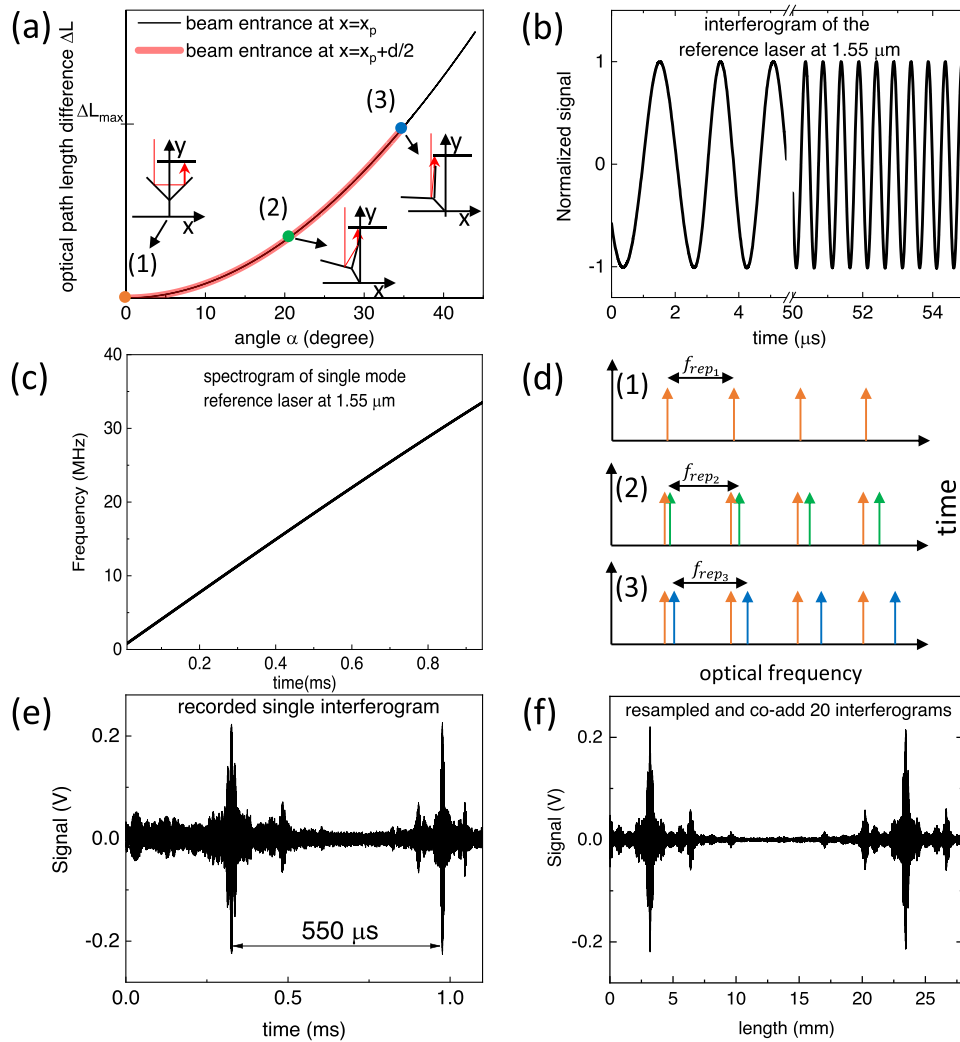 (a)
beam entrance at x=xₚ
beam entrance at x=xₚ+d/2
optical path length difference ΔL
ΔLmax
(1)
(2)
(3)
y
x
y
x
y
x
0 10 20 30 40
angle α (degree)
(b)
interferogram of the
reference laser at 1.55 μm
Normalized signal
1
0
-1
0 2 4 50 52 54
time (μs)
(c)
spectrogram of single mode
reference laser at 1.55 μm
Frequency (MHz)
40
30
20
10
0
0.2 0.4 0.6 0.8
time(ms)
(d)
(1)
f_rep₁
(2)
f_rep₂
(3)
f_rep₃
time
optical frequency
(e)
recorded single interferogram
Signal (V)
0.2
0.0
-0.2
550 μs
0.0 0.5 1.0
time (ms)
(f)
resampled and co-add 20 interferograms
Signal (V)
0.2
0.0
-0.2
0 5 10 15 20 25
length (mm)